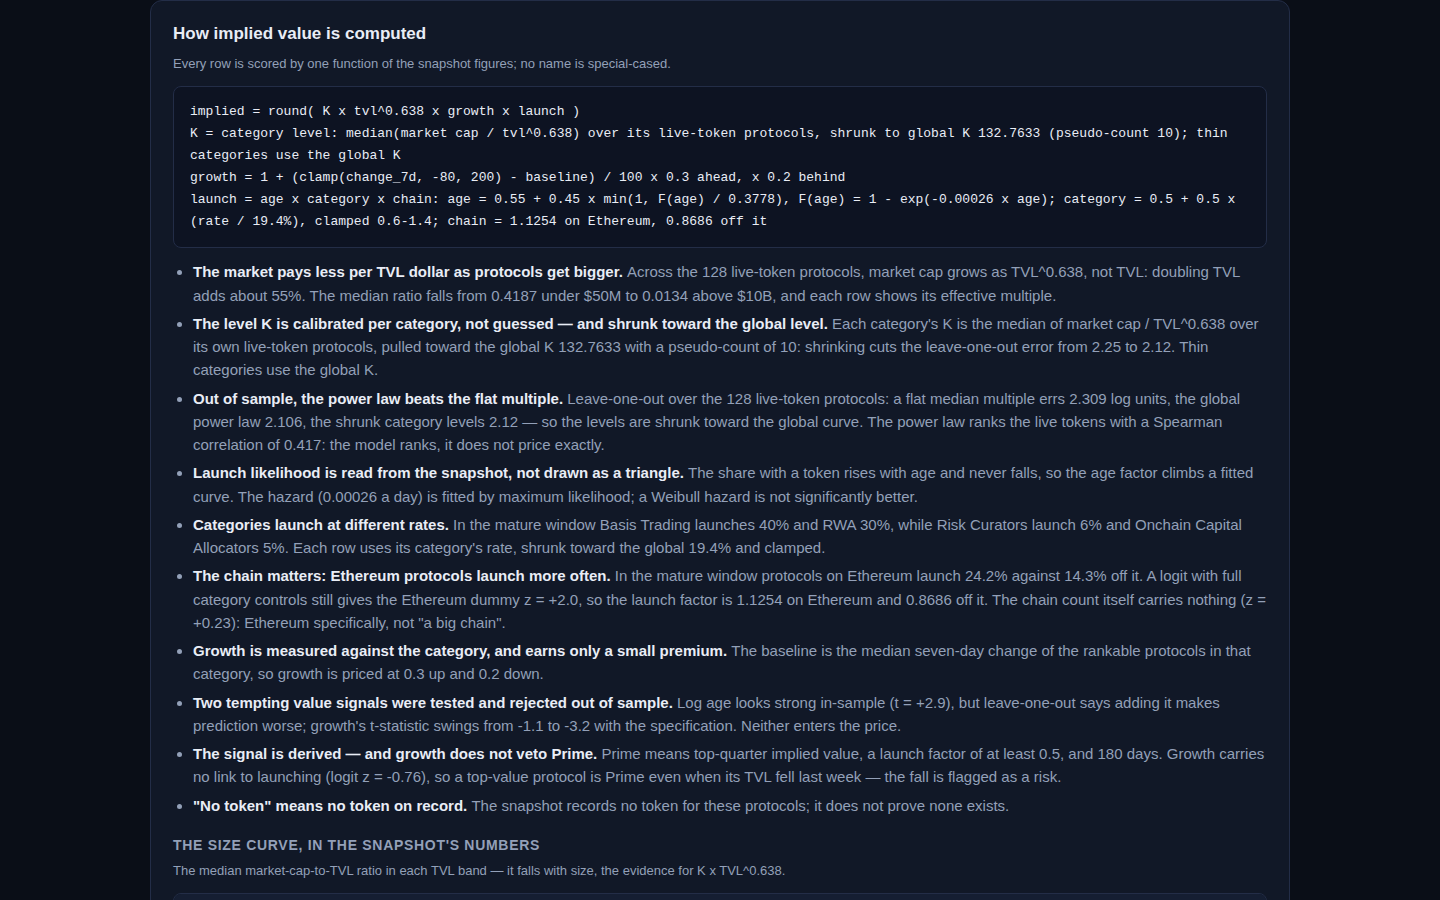 How implied value is computed
Every row is scored by one function of the snapshot figures; no name is special-cased.
implied = round( K x tvl^0.638 x growth x launch )
K = category level: median(market cap / tvl^0.638) over its live-token protocols, shrunk to global K 132.7633 (pseudo-count 10); thin
categories use the global K
growth = 1 + (clamp(change_7d, -80, 200) - baseline) / 100 x 0.3 ahead, x 0.2 behind
launch = age x category x chain: age = 0.55 + 0.45 x min(1, F(age) / 0.3778), F(age) = 1 - exp(-0.00026 x age); category = 0.5 + 0.5 x
(rate / 19.4%), clamped 0.6-1.4; chain = 1.1254 on Ethereum, 0.8686 off it
• The market pays less per TVL dollar as protocols get bigger. Across the 128 live-token protocols, market cap grows as TVL^0.638, not TVL: doubling TVL
adds about 55%. The median ratio falls from 0.4187 under $50M to 0.0134 above $10B, and each row shows its effective multiple.
• The level K is calibrated per category, not guessed — and shrunk toward the global level. Each category's K is the median of market cap / TVL^0.638 over
its own live-token protocols, pulled toward the global K 132.7633 with a pseudo-count of 10: shrinking cuts the leave-one-out error from 2.25 to 2.12. Thin
categories use the global K.
• Out of sample, the power law beats the flat multiple. Leave-one-out over the 128 live-token protocols: a flat median multiple errs 2.309 log units, the global
power law 2.106, the shrunk category levels 2.12 — so the levels are shrunk toward the global curve. The power law ranks the live tokens with a Spearman
correlation of 0.417: the model ranks, it does not price exactly.
• Launch likelihood is read from the snapshot, not drawn as a triangle. The share with a token rises with age and never falls, so the age factor climbs a fitted
curve. The hazard (0.00026 a day) is fitted by maximum likelihood; a Weibull hazard is not significantly better.
• Categories launch at different rates. In the mature window Basis Trading launches 40% and RWA 30%, while Risk Curators launch 6% and Onchain Capital
Allocators 5%. Each row uses its category's rate, shrunk toward the global 19.4% and clamped.
• The chain matters: Ethereum protocols launch more often. In the mature window protocols on Ethereum launch 24.2% against 14.3% off it. A logit with full
category controls still gives the Ethereum dummy z = +2.0, so the launch factor is 1.1254 on Ethereum and 0.8686 off it. The chain count itself carries nothing (z =
+0.23): Ethereum specifically, not "a big chain".
• Growth is measured against the category, and earns only a small premium. The baseline is the median seven-day change of the rankable protocols in that
category, so growth is priced at 0.3 up and 0.2 down.
• Two tempting value signals were tested and rejected out of sample. Log age looks strong in-sample (t = +2.9), but leave-one-out says adding it makes
prediction worse; growth's t-statistic swings from -1.1 to -3.2 with the specification. Neither enters the price.
• The signal is derived — and growth does not veto Prime. Prime means top-quarter implied value, a launch factor of at least 0.5, and 180 days. Growth carries
no link to launching (logit z = -0.76), so a top-value protocol is Prime even when its TVL fell last week — the fall is flagged as a risk.
• "No token" means no token on record. The snapshot records no token for these protocols; it does not prove none exists.
THE SIZE CURVE, IN THE SNAPSHOT'S NUMBERS
The median market-cap-to-TVL ratio in each TVL band — it falls with size, the evidence for K x TVL^0.638.